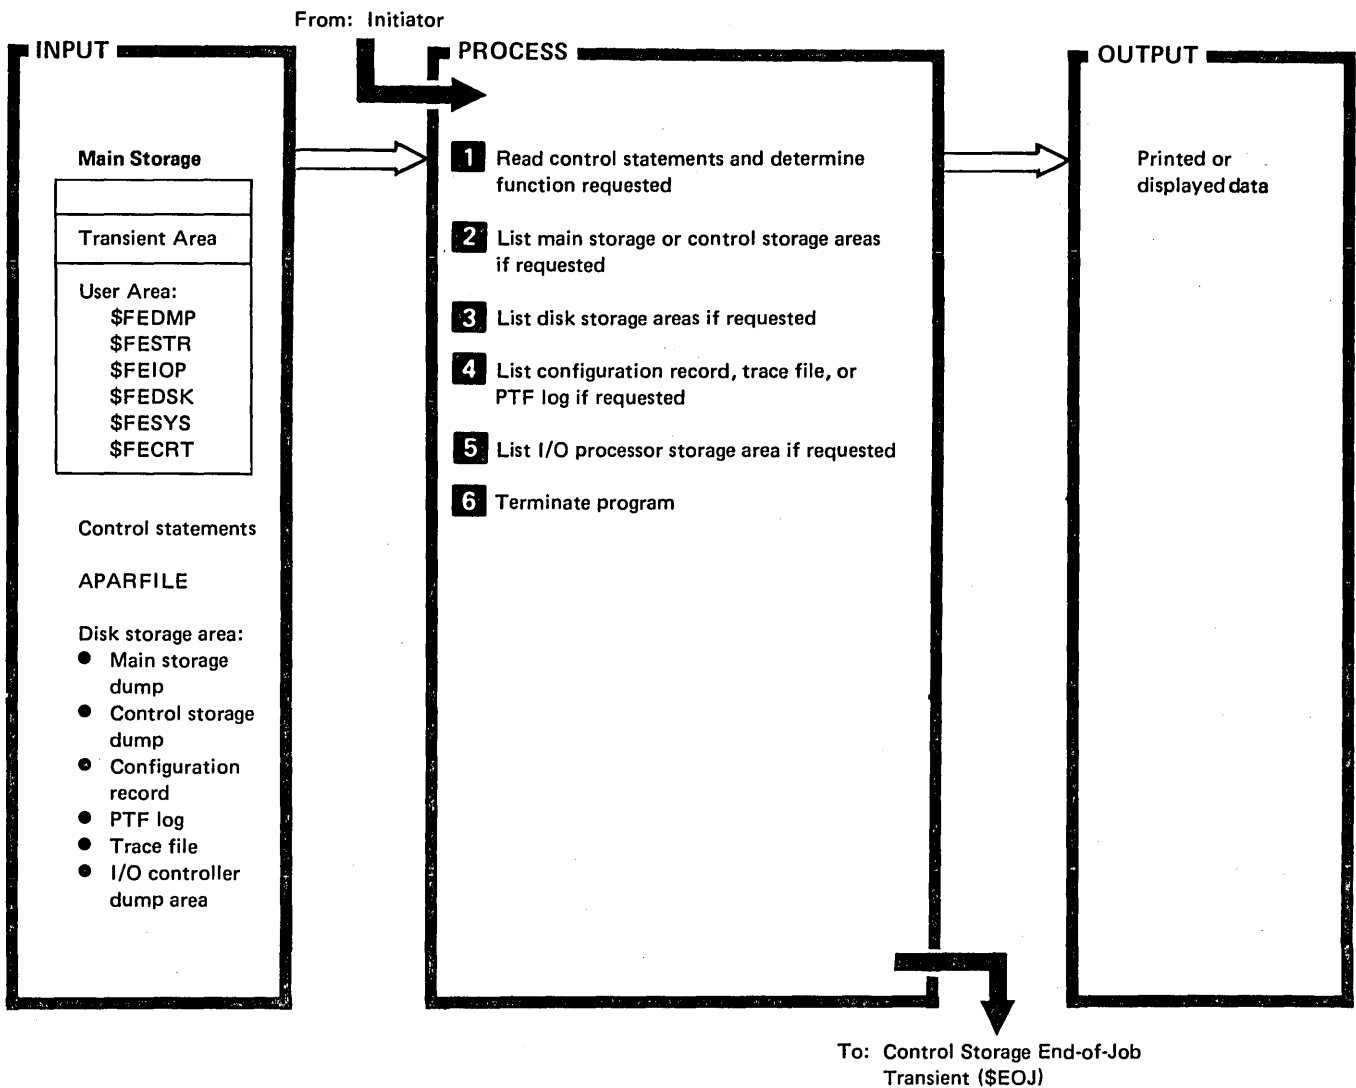 From: Initiator
INPUT
Main Storage
Transient Area
User Area:
$FEDMP
$FESTR
$FEIOP
$FEDSK
$FESYS
$FECRT
Control statements
APARFILE
Disk storage area:
● Main storage
dump
● Control storage
dump
● Configuration
record
● PTF log
● Trace file
● I/O controller
dump area
PROCESS
1 Read control statements and determine
function requested
2 List main storage or control storage areas
if requested
3 List disk storage areas if requested
4 List configuration record, trace file, or
PTF log if requested
5 List I/O processor storage area if requested
6 Terminate program
OUTPUT
Printed or
displayed data
To: Control Storage End-of-Job
Transient ($EOJ)